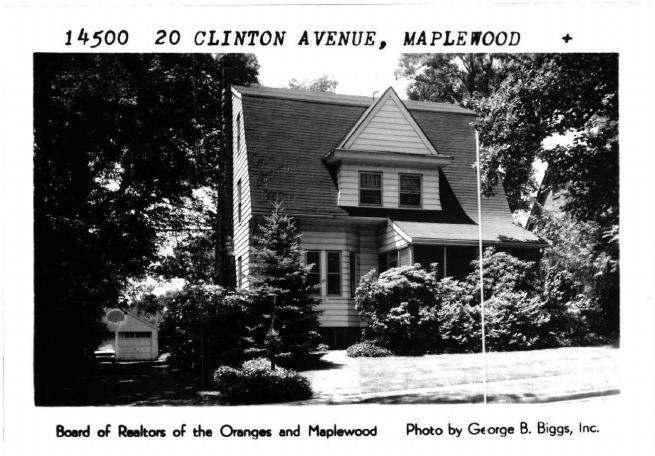 14500 20 CLINTON AVENUE, MAPLEWOOD +
Board of Realtors of the Oranges and Maplewood Photo by George B. Biggs, Inc.